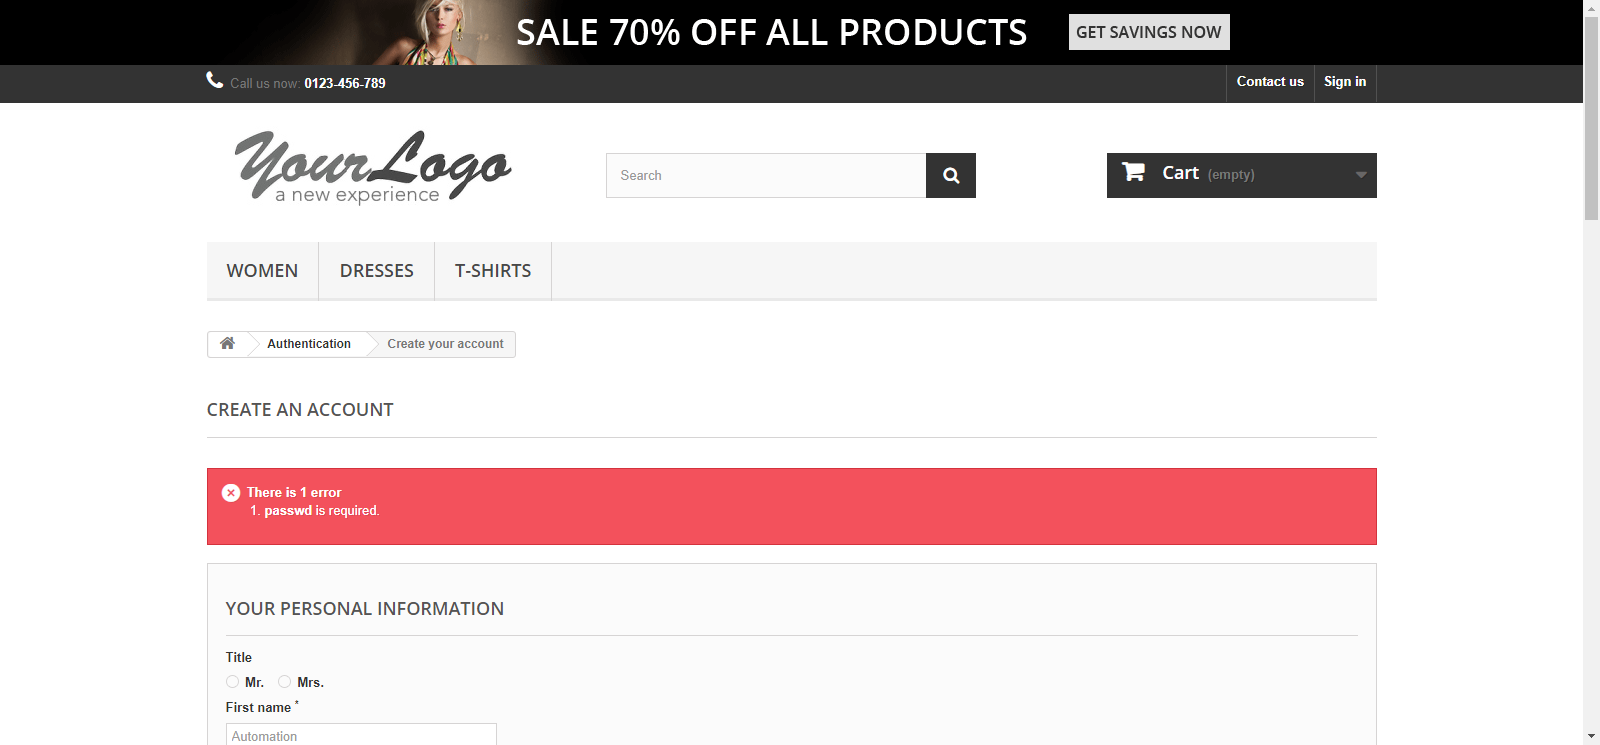 SALE 70% OFF ALL PRODUCTS GET SAVINGS NOW
Call us now: 0123-456-789 Contact us Sign in
YourLogo
a new experience
Search
Cart (empty)
WOMEN DRESSES T-SHIRTS
Authentication Create your account
CREATE AN ACCOUNT
There is 1 error
1. passwd is required.
YOUR PERSONAL INFORMATION
Title
Mr. Mrs.
First name *
Automation